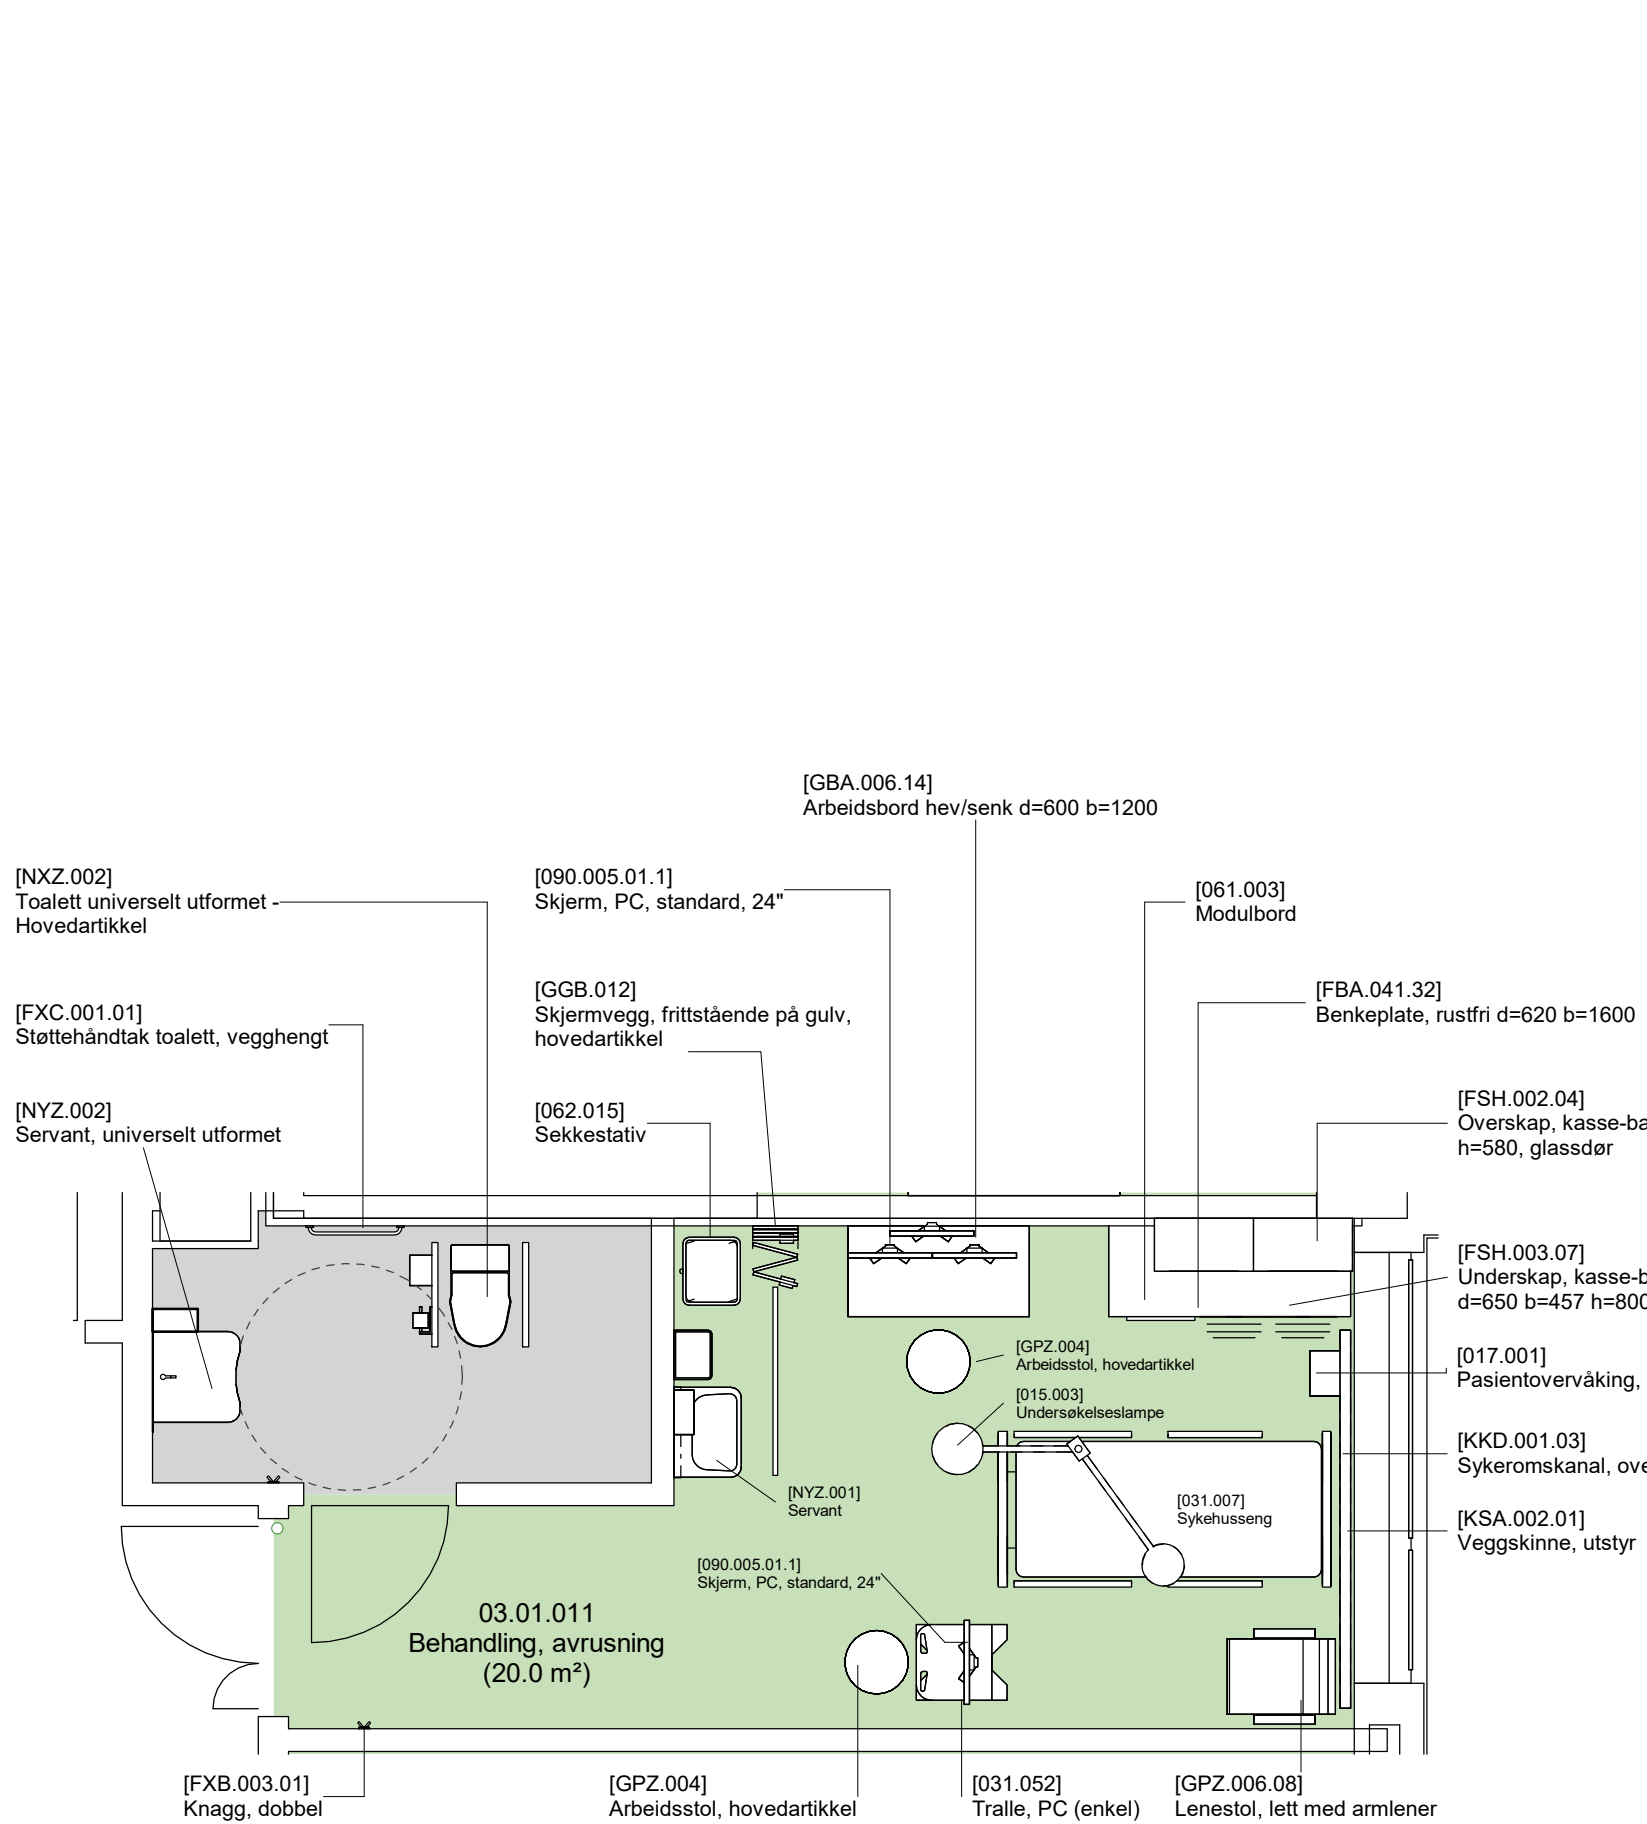 [GBA.006.14]
Arbeidsbord hev/senk d=600 b=1200
[NXZ.002]
Toalett universelt utformet -
Hovedartikkel
[090.005.01.1]
Skjerm, PC, standard, 24"
[061.003]
Modulbord
[FXC.001.01]
Støttehåndtak toalett, vegghengt
[GGB.012]
Skjermvegg, frittstående på gulv,
hovedartikkel
[FBA.041.32]
Benkeplate, rustfri d=620 b=1600
[NYZ.002]
Servant, universelt utformet
[062.015]
Sekkestativ
[FSH.002.04]
Overskap, kasse-ba
h=580, glassdør
[FSH.003.07]
Underskap, kasse-b
d=650 b=457 h=800
[GPZ.004]
Arbeidsstol, hovedartikkel
[017.001]
Pasientovervåking,
[015.003]
Undersøkelseslampe
[KKD.001.03]
Sykeromskanal, ove
[NYZ.001]
Servant
[031.007]
Sykehusseng
[KSA.002.01]
Veggskinne, utstyr
[090.005.01.1]
Skjerm, PC, standard, 24"
03.01.011
Behandling, avrusning
(20.0 m²)
[FXB.003.01]
Knagg, dobbel
[GPZ.004]
Arbeidsstol, hovedartikkel
[031.052]
Tralle, PC (enkel)
[GPZ.006.08]
Lenestol, lett med armlener